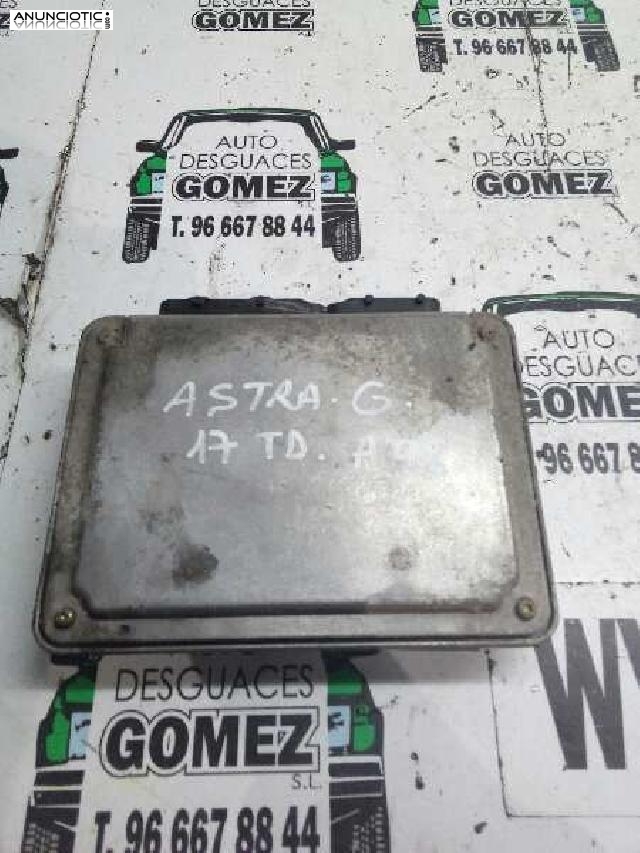 ANUNCIOTIC
DESGUACES
GOMEZ
T. 96 667 88 44
AUTO
DESGUACES
GOMEZ
T. 96 667 88 44
AUTO
DESGUACES
GOMEZ
AUTO
DESGUACES
GOMEZ
96 667 8
ASTRA. G.
17 TD.
DESGUACES
GOMEZ
S.L.
T. 96 667 88 44